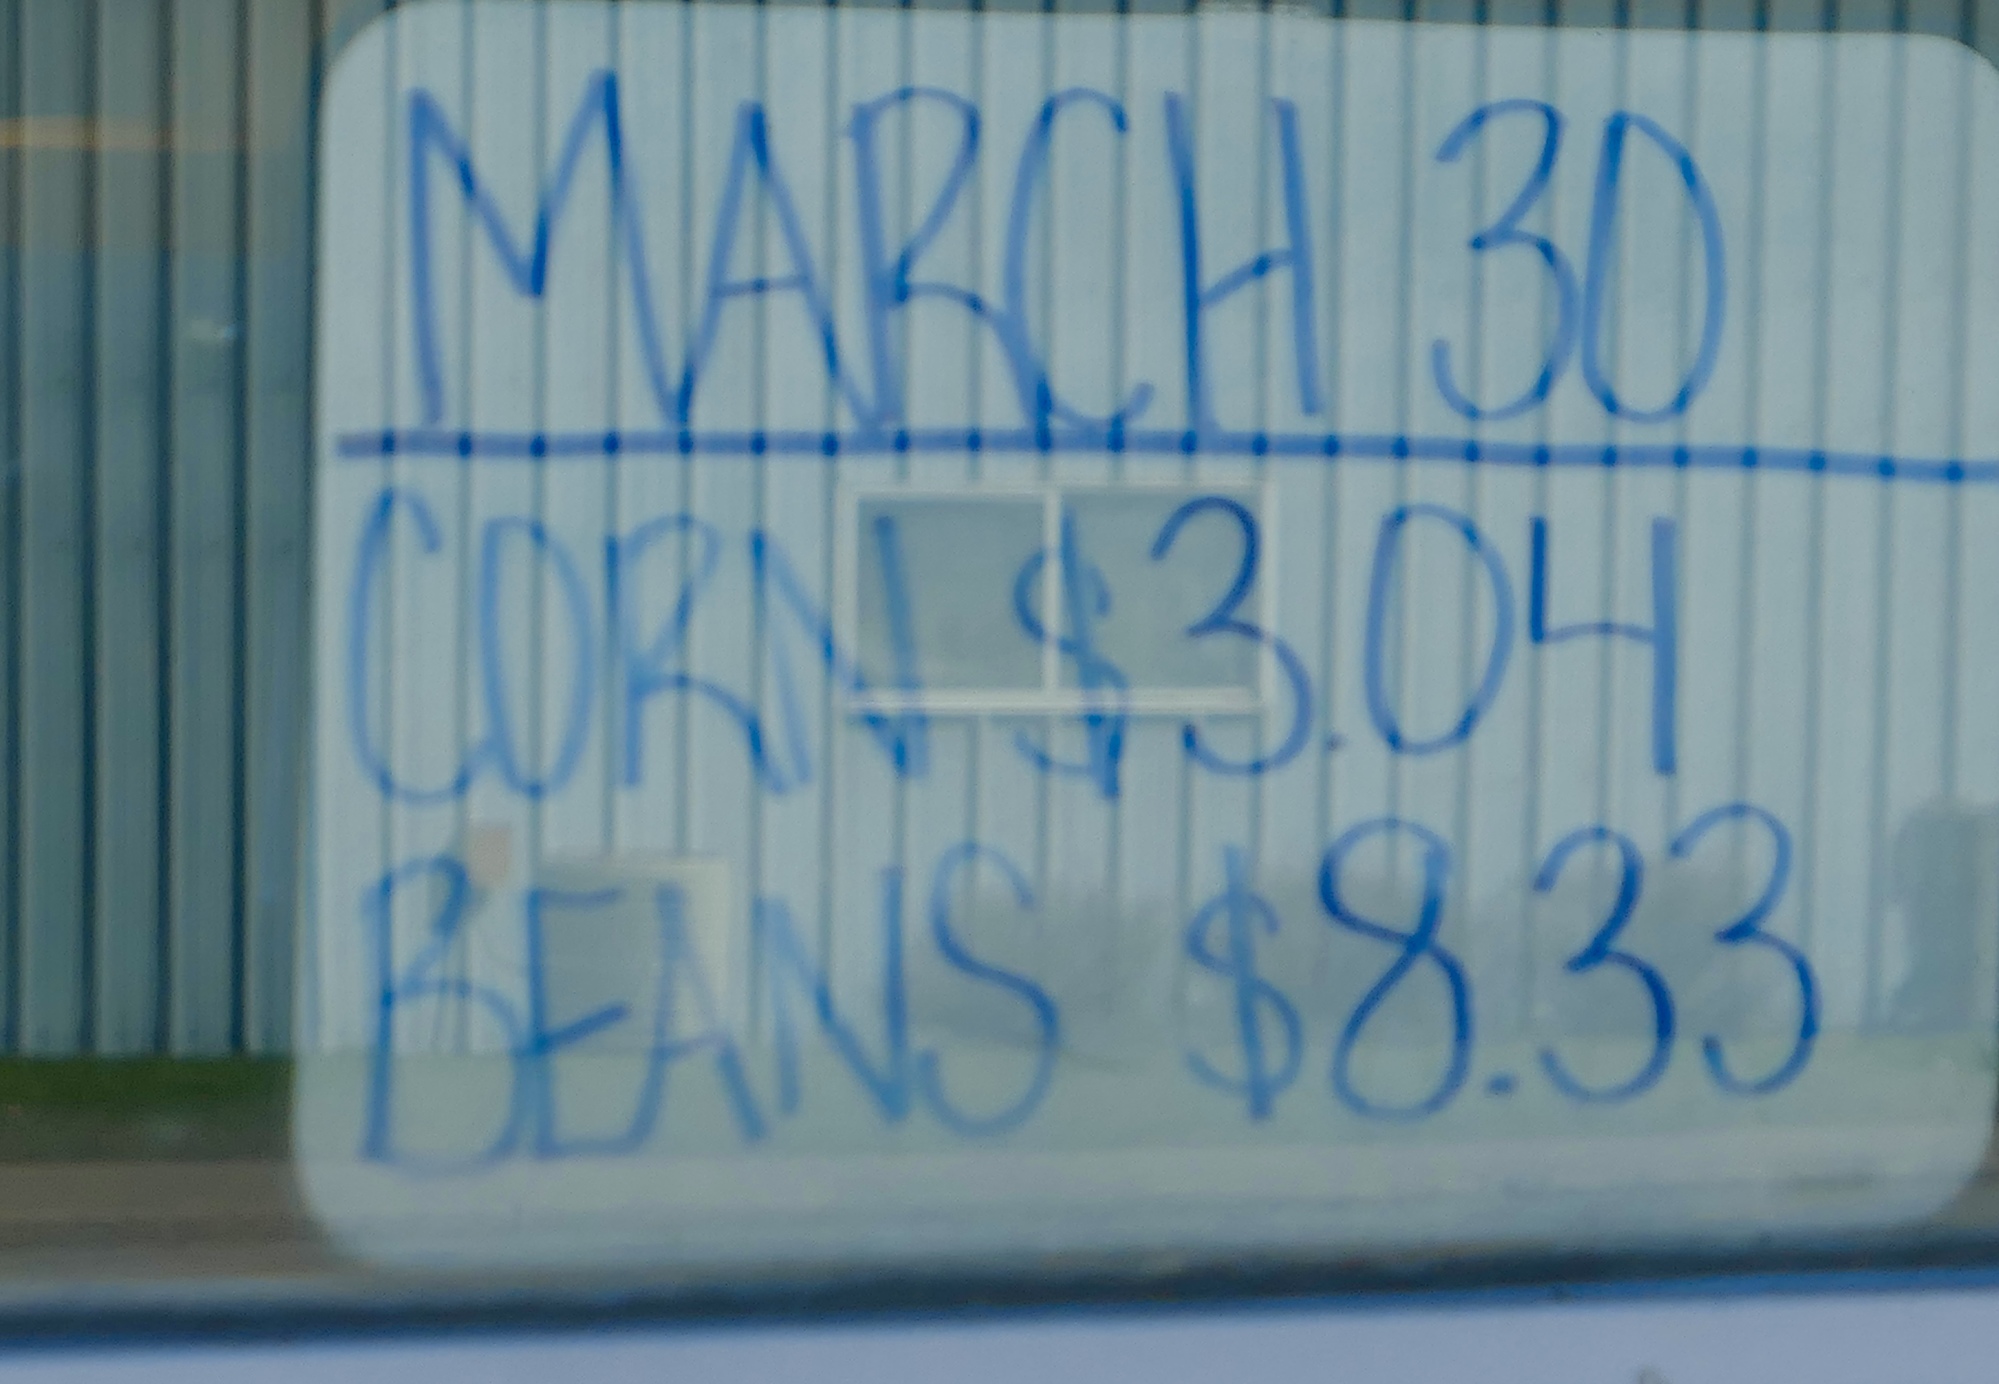 MARCH 30
CORN $3.04
BEANS $8.33